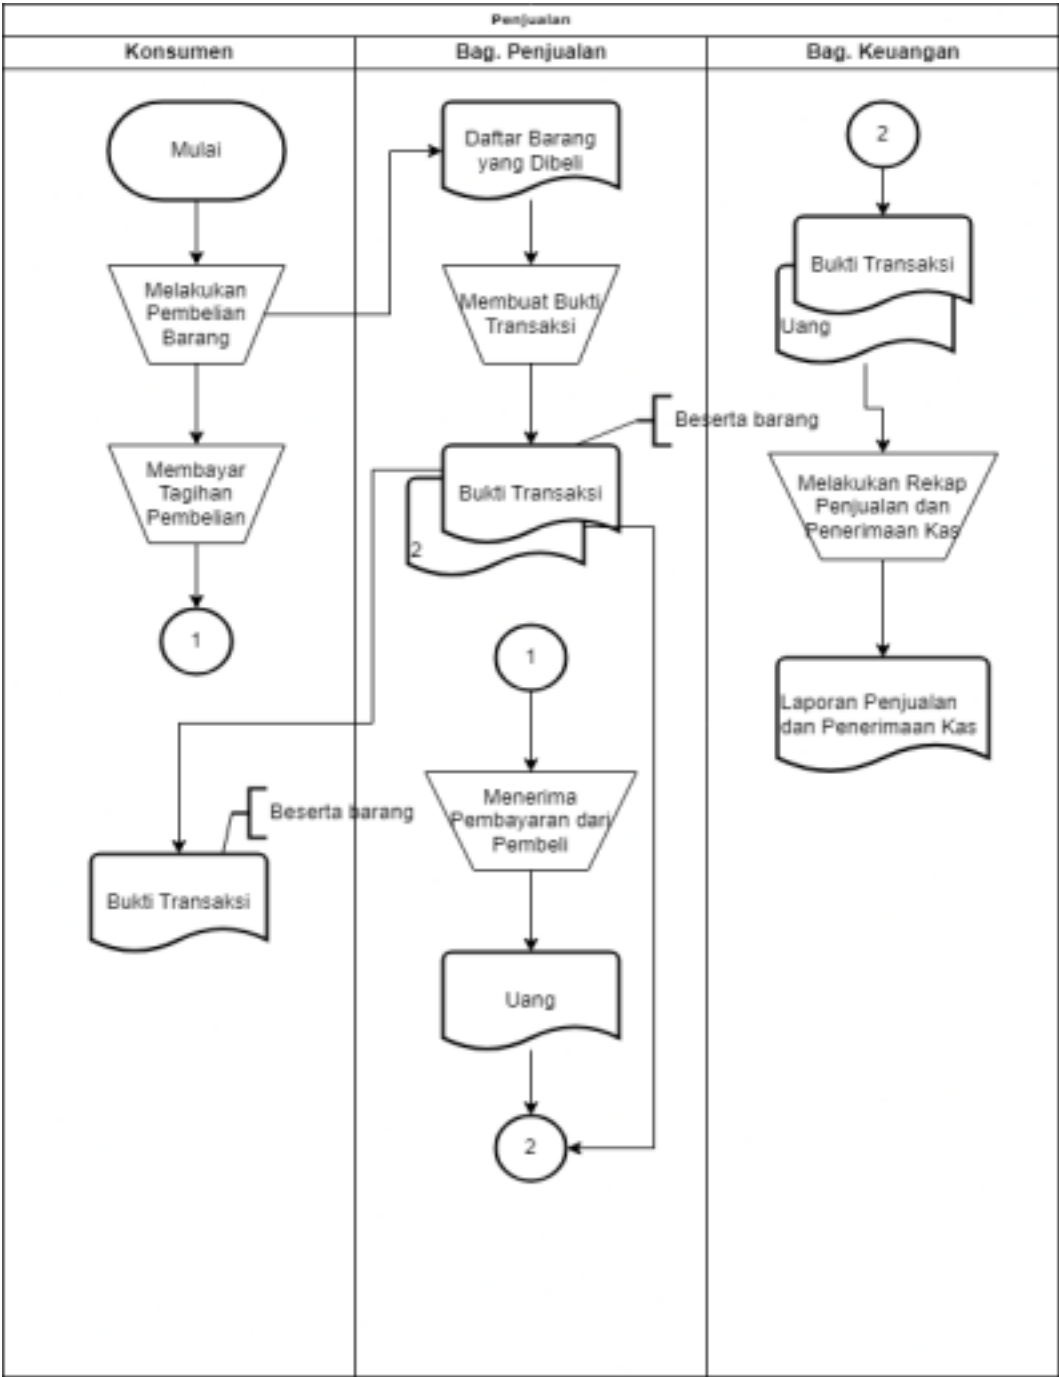 Penjualan
Konsumen
Bag. Penjualan
Bag. Keuangan
Mulai
Melakukan
Pembelian
Barang
Membayar
Tagihan
Pembelian
1
Beserta barang
Bukti Transaksi
Daftar Barang
yang Dibeli
Membuat Bukti
Transaksi
Beserta barang
Bukti Transaksi
2
1
Menerima
Pembayaran dari
Pembeli
Uang
2
2
Bukti Transaksi
Uang
Melakukan Rekap
Penjualan dan
Penerimaan Kas
Laporan Penjualan
dan Penerimaan Kas